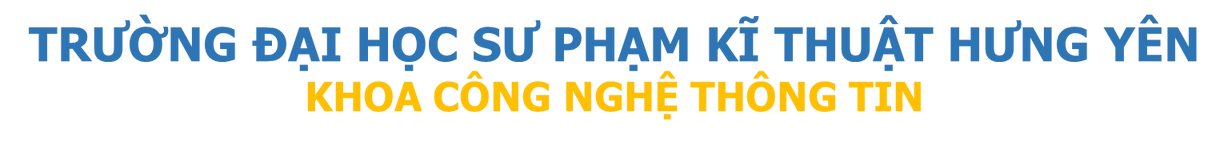 TRƯỜNG ĐẠI HỌC SƯ PHẠM KĨ THUẬT HƯNG YÊN
KHOA CÔNG NGHỆ THÔNG TIN